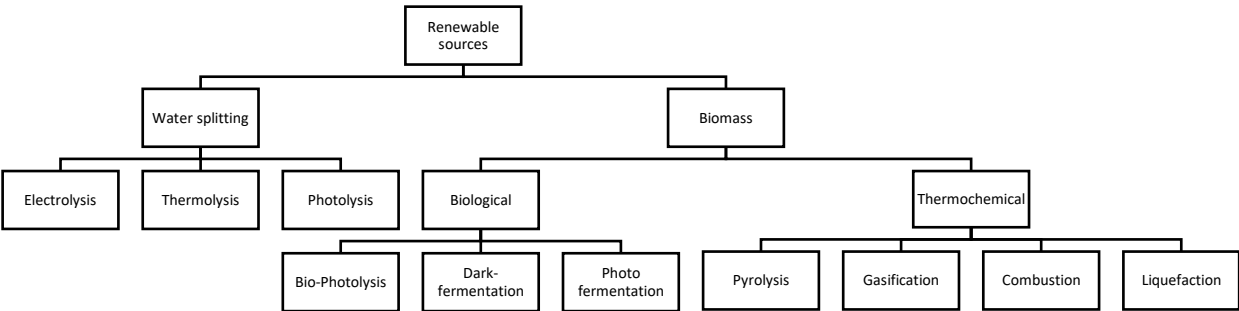 Renewable
sources
Water splitting
Biomass
Electrolysis
Thermolysis
Photolysis
Biological
Thermochemical
Bio-Photolysis
Dark-
fermentation
Photo
fermentation
Pyrolysis
Gasification
Combustion
Liquefaction